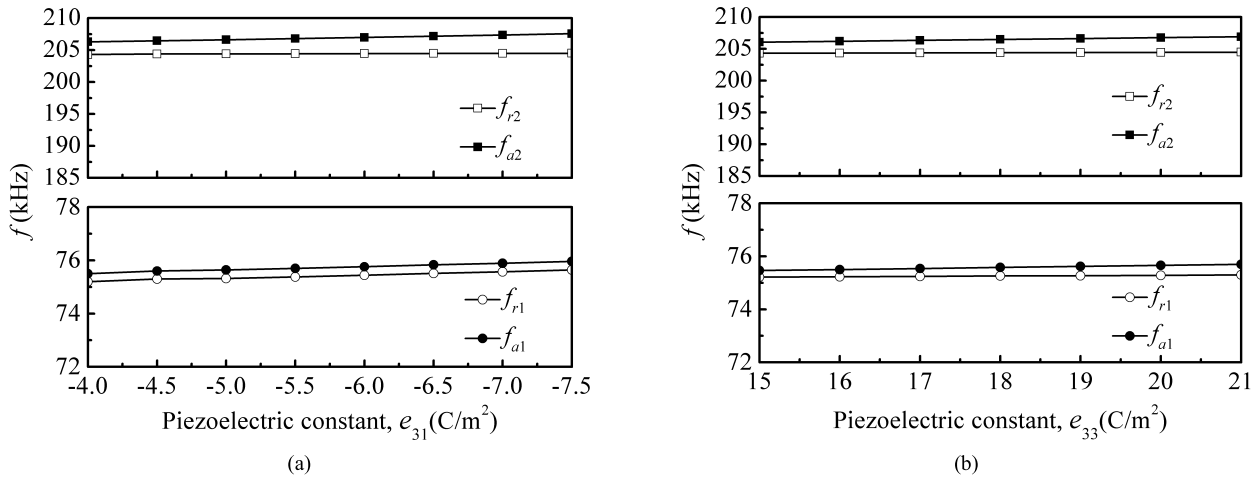 210
205
200
195
190
185
f_r2
f_a2
78
76
74
72
f_r1
f_a1
f (kHz)
-4.0 -4.5 -5.0 -5.5 -6.0 -6.5 -7.0 -7.5
Piezoelectric constant, e_31(C/m²)
(a)
210
205
200
195
190
185
f_r2
f_a2
78
76
74
72
f_r1
f_a1
f (kHz)
15 16 17 18 19 20 21
Piezoelectric constant, e_33(C/m²)
(b)